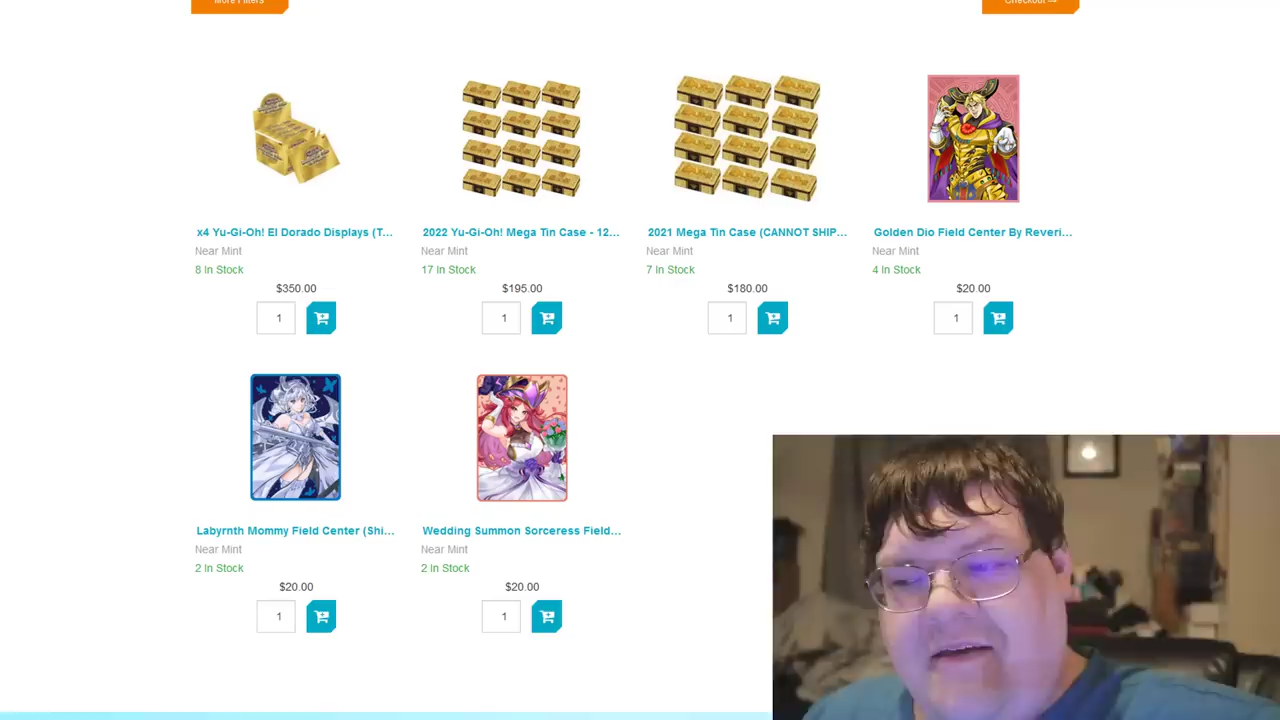 More Filters
Checkout
x4 Yu-Gi-Oh! El Dorado Displays (T...
Near Mint
8 In Stock
$350.00
1
2022 Yu-Gi-Oh! Mega Tin Case - 12...
Near Mint
17 In Stock
$195.00
1
2021 Mega Tin Case (CANNOT SHIP...
Near Mint
7 In Stock
$180.00
1
Golden Dio Field Center By Reveri...
Near Mint
4 In Stock
$20.00
1
Labyrnth Mommy Field Center (Shi...
Near Mint
2 In Stock
$20.00
1
Wedding Summon Sorceress Field...
Near Mint
2 In Stock
$20.00
1